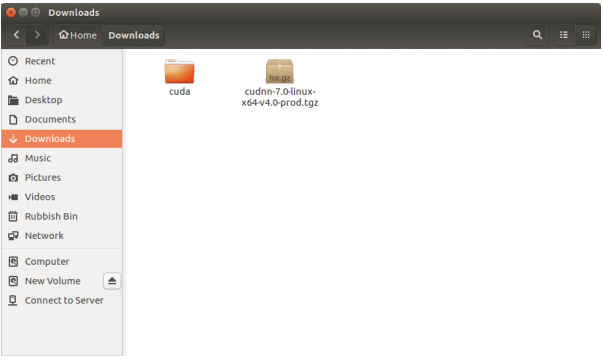 Downloads
Home Downloads
Recent
Home
Desktop
Documents
Downloads
Music
Pictures
Videos
Rubbish Bin
Network
Computer
New Volume
Connect to Server
cuda
tar.gz
cudnn-7.0-linux-
x64-v4.0-prod.tgz